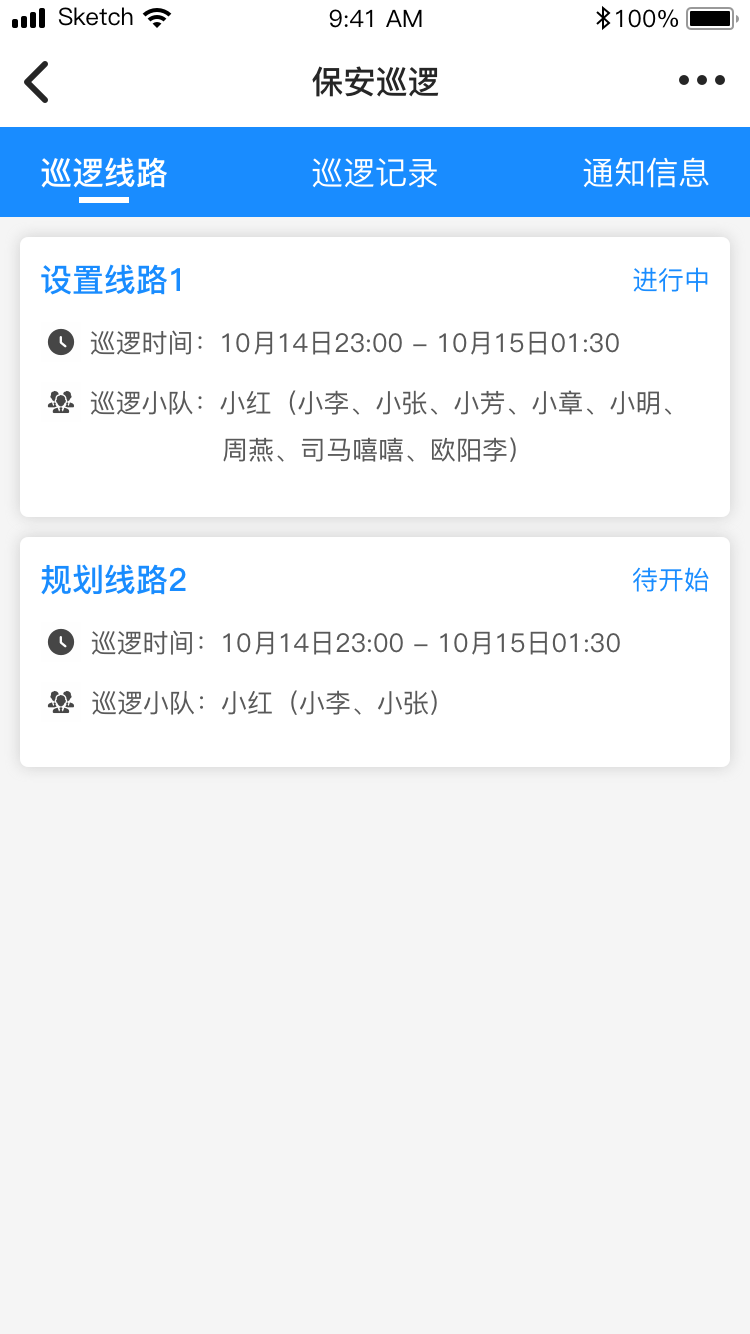 Sketch 9:41 AM 100%
保安巡逻
巡逻线路 巡逻记录 通知信息
设置线路1 进行中
巡逻时间：10月14日23:00 – 10月15日01:30
巡逻小队：小红（小李、小张、小芳、小章、小明、
周燕、司马嘻嘻、欧阳李）
规划线路2 待开始
巡逻时间：10月14日23:00 – 10月15日01:30
巡逻小队：小红（小李、小张）